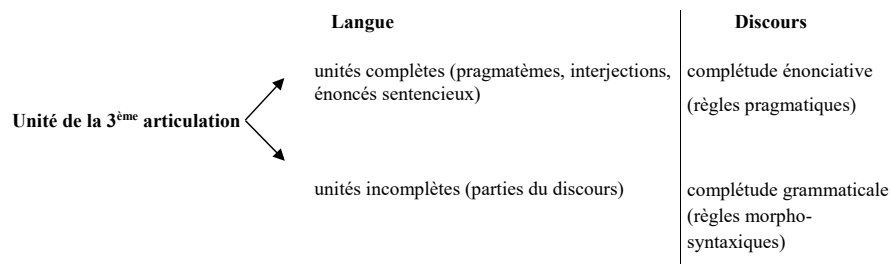 Langue Discours
unités complètes (pragmatèmes, interjections, complétude énonciative
énoncés sentencieux)
(règles pragmatiques)
Unité de la 3ème articulation
unités incomplètes (parties du discours) complétude grammaticale
(règles morpho-
syntaxiques)